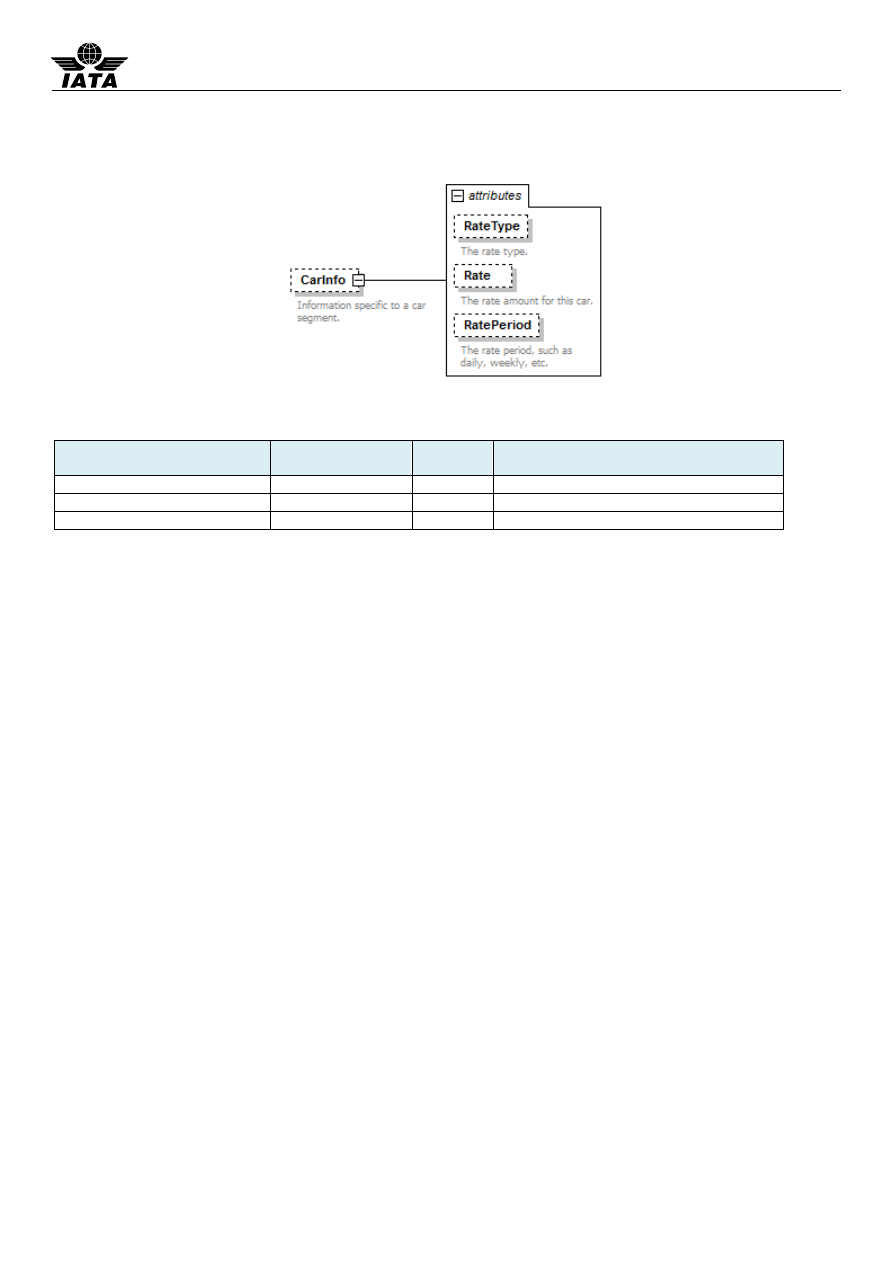 IATA
attributes
RateType
The rate type.
CarInfo
Information specific to a car
segment.
Rate
The rate amount for this car.
RatePeriod
The rate period, such as
daily, weekly, etc.